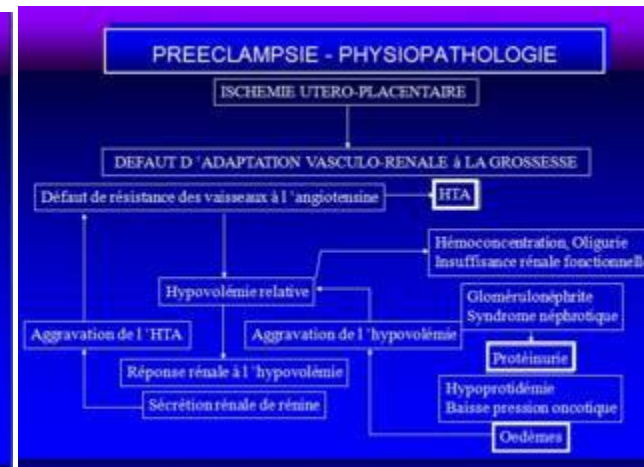 PREECLAMPSIE - PHYSIOPATHOLOGIE
ISCHEMIE UTERO-PLACENTAIRE
DEFAUT D 'ADAPTATION VASCULO-RENALE à LA GROSSESSE
Défaut de résistance des vaisseaux à l 'angiotensine
HTA
Hémoconcentration, Oligurie
Insuffisance rénale fonctionnelle
Hypovolémie relative
Glomérulonéphrite
Syndrome néphrotique
Aggravation de l 'HTA
Aggravation de l 'hypovolémie
Protéinurie
Réponse rénale à l 'hypovolémie
Hypoprotidémie
Baisse pression oncotique
Sécrétion rénale de rénine
Oedèmes